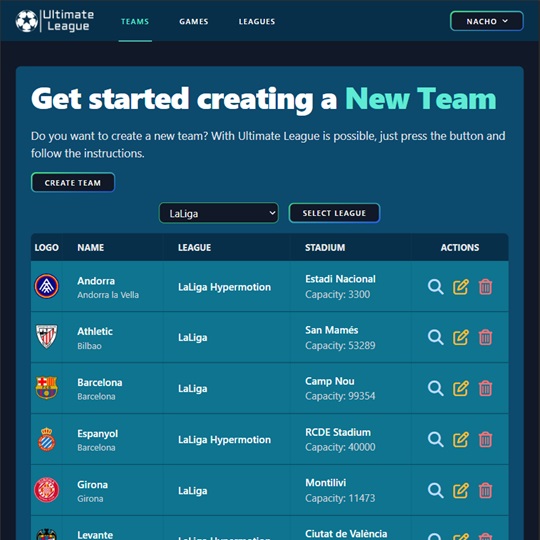 Ultimate League
TEAMS GAMES LEAGUES NACHO
Get started creating a New Team
Do you want to create a new team? With Ultimate League is possible, just press the button and
follow the instructions.
CREATE TEAM
LaLiga SELECT LEAGUE
LOGO NAME LEAGUE STADIUM ACTIONS
Andorra
Andorra la Vella
LaLiga Hypermotion
Estadi Nacional
Capacity: 3300
Athletic
Bilbao
LaLiga
San Mamés
Capacity: 53289
Barcelona
Barcelona
LaLiga
Camp Nou
Capacity: 99354
Espanyol
Barcelona
LaLiga Hypermotion
RCDE Stadium
Capacity: 40000
Girona
Girona
LaLiga
Montilivi
Capacity: 11473
Levante
LaLiga Hypermotion
Ciutat de València